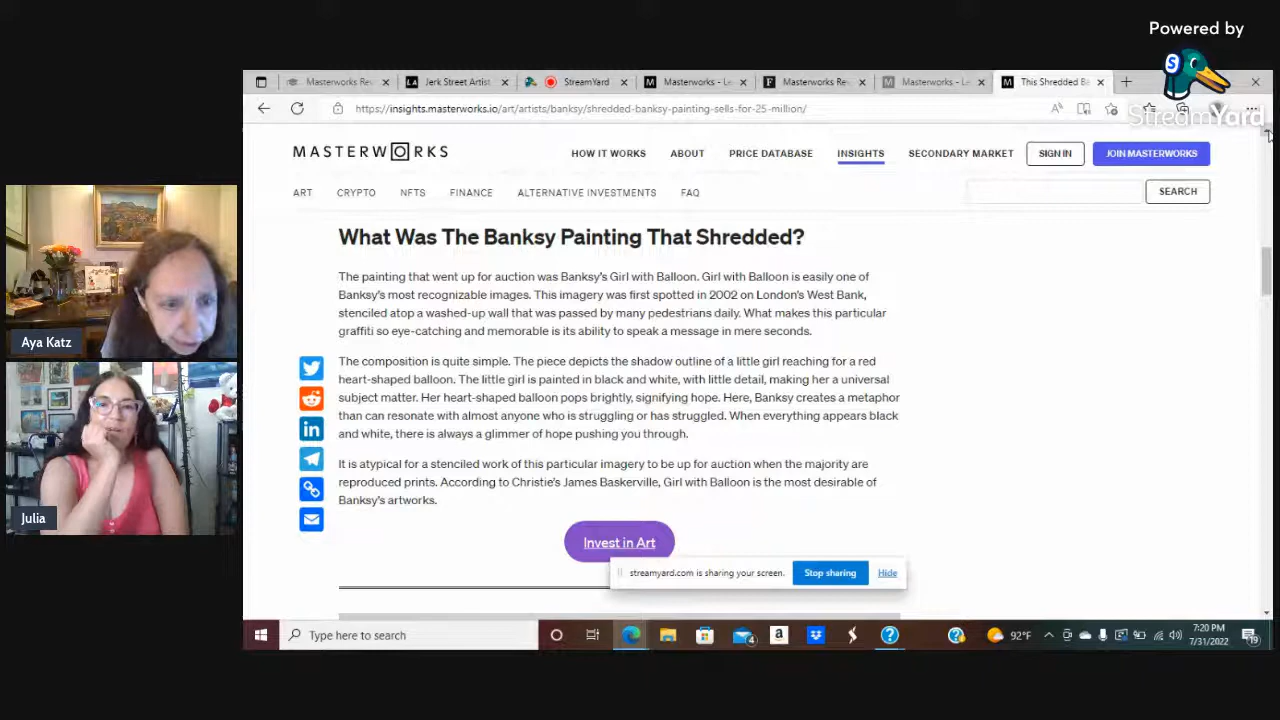 Powered by
StreamYard
Masterworks Re
Jerk Street Artist
StreamYard
Masterworks - Le
Masterworks Re
Masterworks - Le
This Shredded Ba
https://insights.masterworks.io/art/artists/banksy/shredded-banksy-painting-sells-for-25-million/
MASTERWORKS
HOW IT WORKS
ABOUT
PRICE DATABASE
INSIGHTS
SECONDARY MARKET
SIGN IN
JOIN MASTERWORKS
ART
CRYPTO
NFTS
FINANCE
ALTERNATIVE INVESTMENTS
FAQ
SEARCH
What Was The Banksy Painting That Shredded?
The painting that went up for auction was Banksy's Girl with Balloon. Girl with Balloon is easily one of
Banksy's most recognizable images. This imagery was first spotted in 2002 on London's West Bank,
stenciled atop a washed-up wall that was passed by many pedestrians daily. What makes this particular
graffiti so eye-catching and memorable is its ability to speak a message in mere seconds.
The composition is quite simple. The piece depicts the shadow outline of a little girl reaching for a red
heart-shaped balloon. The little girl is painted in black and white, with little detail, making her a universal
subject matter. Her heart-shaped balloon pops brightly, signifying hope. Here, Banksy creates a metaphor
than can resonate with almost anyone who is struggling or has struggled. When everything appears black
and white, there is always a glimmer of hope pushing you through.
It is atypical for a stenciled work of this particular imagery to be up for auction when the majority are
reproduced prints. According to Christie's James Baskerville, Girl with Balloon is the most desirable of
Banksy's artworks.
Invest in Art
streamyard.com is sharing your screen.
Stop sharing
Hide
Aya Katz
Julia
Type here to search
92°F
7:20 PM
7/31/2022